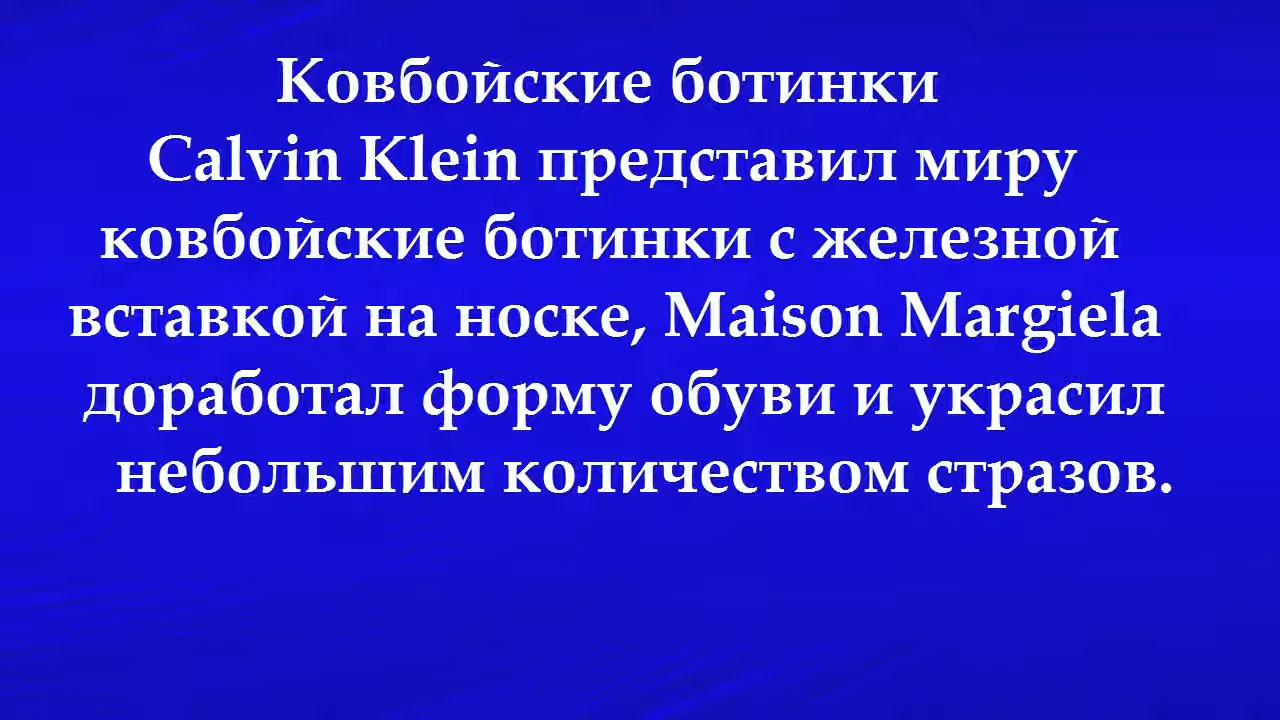 Ковбойские ботинки
Calvin Klein представил миру
ковбойские ботинки с железной
вставкой на носке, Maison Margiela
доработал форму обуви и украсил
небольшим количеством стразов.